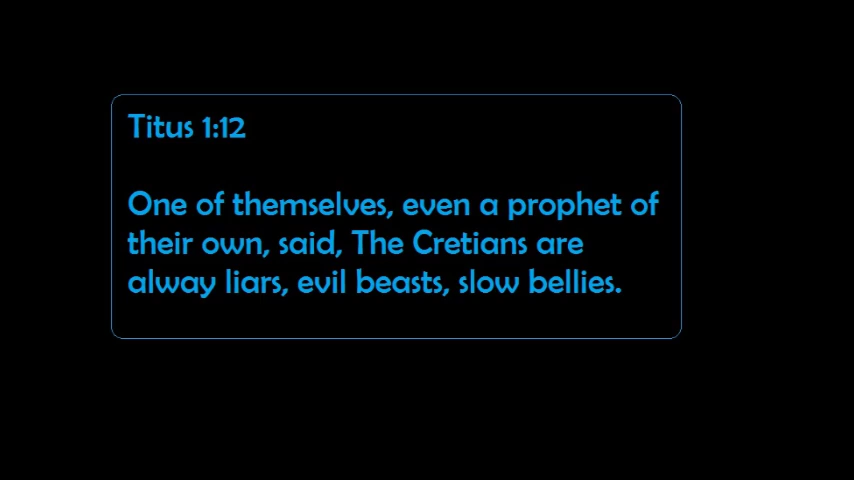 Titus 1:12
One of themselves, even a prophet of
their own, said, The Cretians are
alway liars, evil beasts, slow bellies.